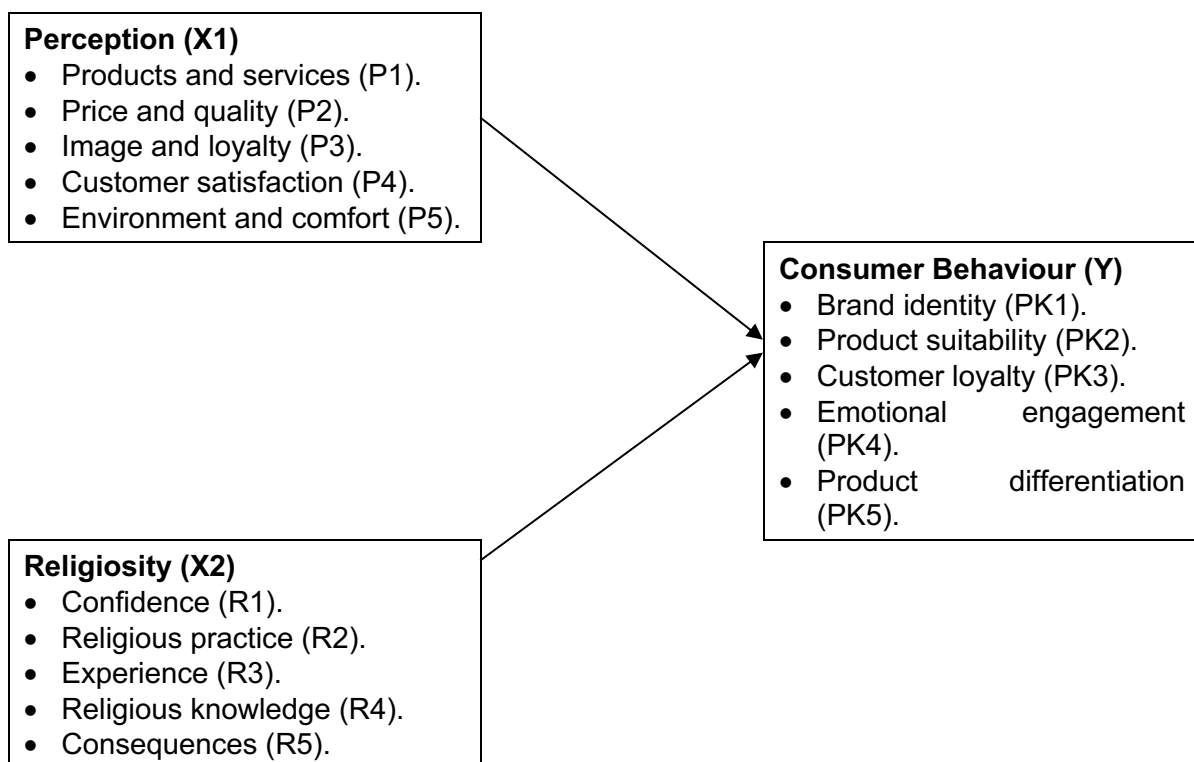 Perception (X1)
• Products and services (P1).
• Price and quality (P2).
• Image and loyalty (P3).
• Customer satisfaction (P4).
• Environment and comfort (P5).
Consumer Behaviour (Y)
• Brand identity (PK1).
• Product suitability (PK2).
• Customer loyalty (PK3).
• Emotional engagement
(PK4).
• Product differentiation
(PK5).
Religiosity (X2)
• Confidence (R1).
• Religious practice (R2).
• Experience (R3).
• Religious knowledge (R4).
• Consequences (R5).